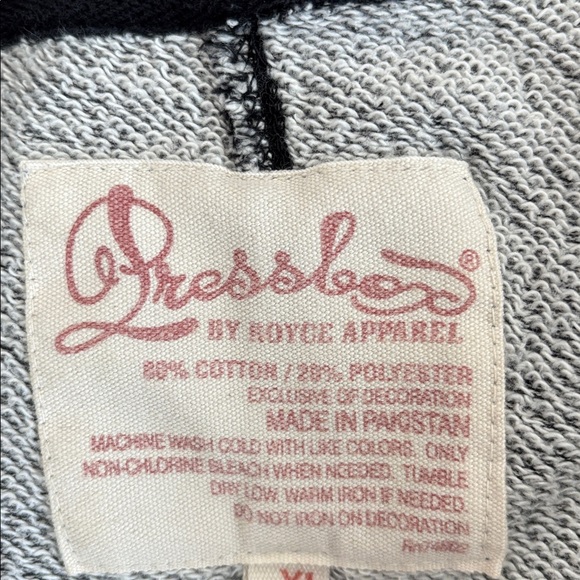 Pressbox®
BY ROYCE APPAREL
80% COTTON / 20% POLYESTER
EXCLUSIVE OF DECORATION
MADE IN PAKISTAN
MACHINE WASH COLD WITH LIKE COLORS. ONLY
NON-CHLORINE BLEACH WHEN NEEDED. TUMBLE
DRY LOW. WARM IRON IF NEEDED.
DO NOT IRON ON DECORATION
XL